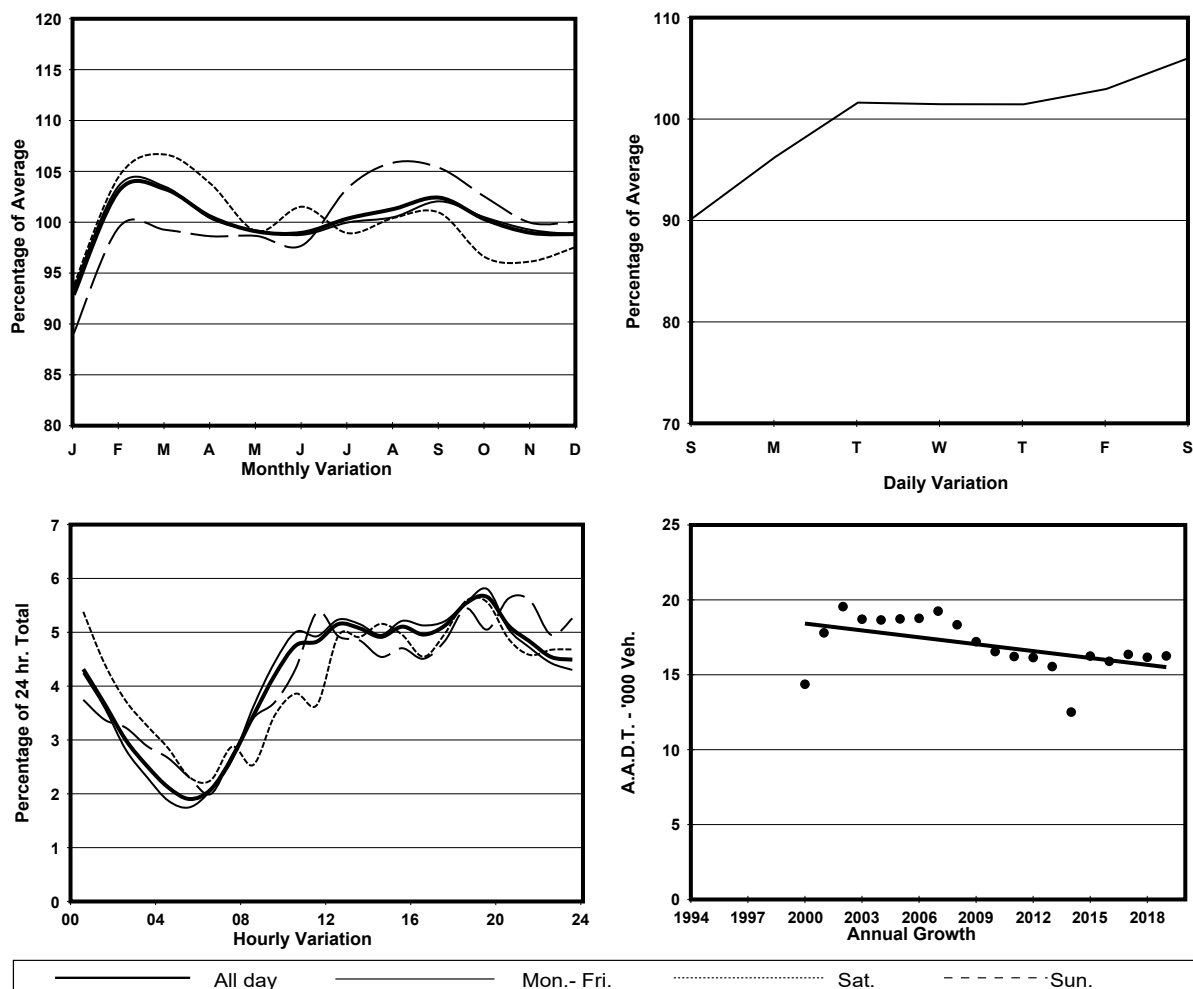 120
115
110
105
100
95
90
85
80
Percentage of Average
J F M A M J J A S O N D
Monthly Variation
110
100
90
80
70
Percentage of Average
S M T W T F S
Daily Variation
7
6
5
4
3
2
1
0
Percentage of 24 hr. Total
00 04 08 12 16 20 24
Hourly Variation
25
20
15
10
5
0
A.A.D.T. - '000 Veh.
1994 1997 2000 2003 2006 2009 2012 2015 2018
Annual Growth
All day Mon.- Fri. Sat. Sun.